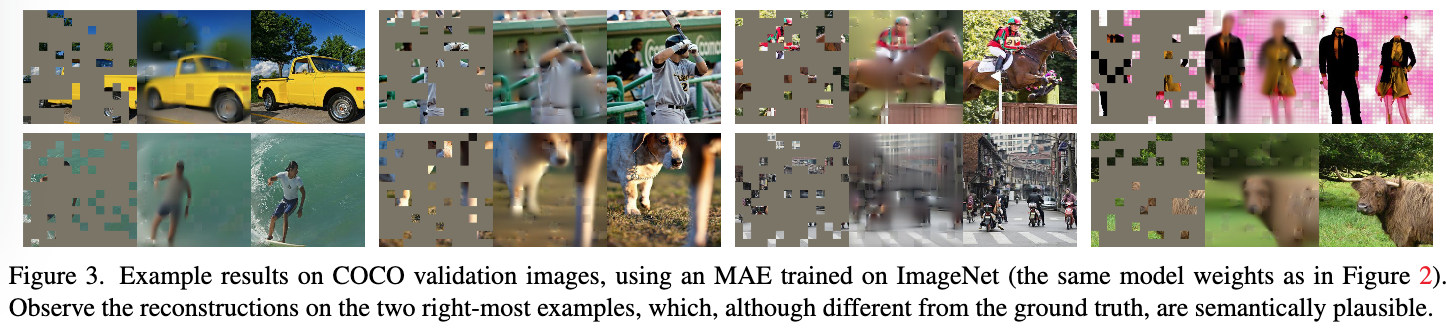 Figure 3. Example results on COCO validation images, using an MAE trained on ImageNet (the same model weights as in Figure 2).
Observe the reconstructions on the two right-most examples, which, although different from the ground truth, are semantically plausible.